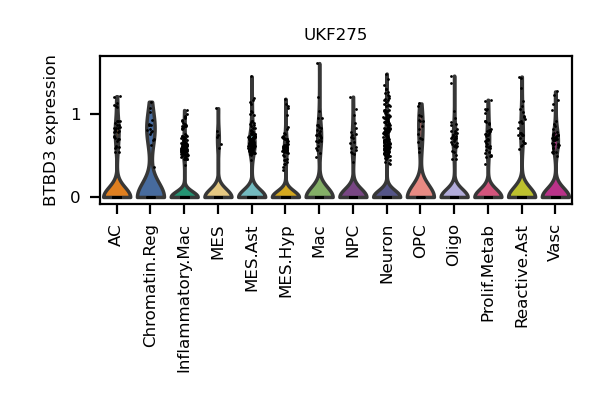 UKF275
BTBD3 expression
1
0
AC
Chromatin.Reg
Inflammatory.Mac
MES
MES.Ast
MES.Hyp
Mac
NPC
Neuron
OPC
Oligo
Prolif.Metab
Reactive.Ast
Vasc